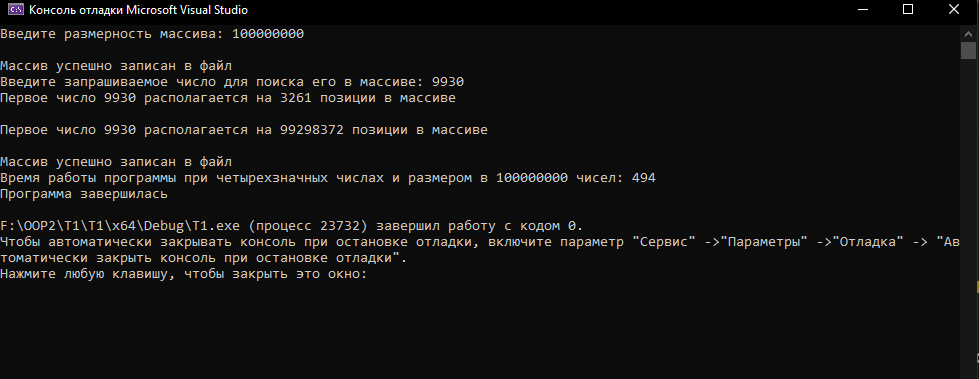 Консоль отладки Microsoft Visual Studio
Введите размерность массива: 100000000
Массив успешно записан в файл
Введите запрашиваемое число для поиска его в массиве: 9930
Первое число 9930 располагается на 3261 позиции в массиве
Первое число 9930 располагается на 99298372 позиции в массиве
Массив успешно записан в файл
Время работы программы при четырехзначных числах и размером в 100000000 чисел: 494
Программа завершилась
F:\OOP2\T1\T1\x64\Debug\T1.exe (процесс 23732) завершил работу с кодом 0.
Чтобы автоматически закрывать консоль при остановке отладки, включите параметр "Сервис" ->"Параметры" ->"Отладка" -> "Ав
томатически закрыть консоль при остановке отладки".
Нажмите любую клавишу, чтобы закрыть это окно: